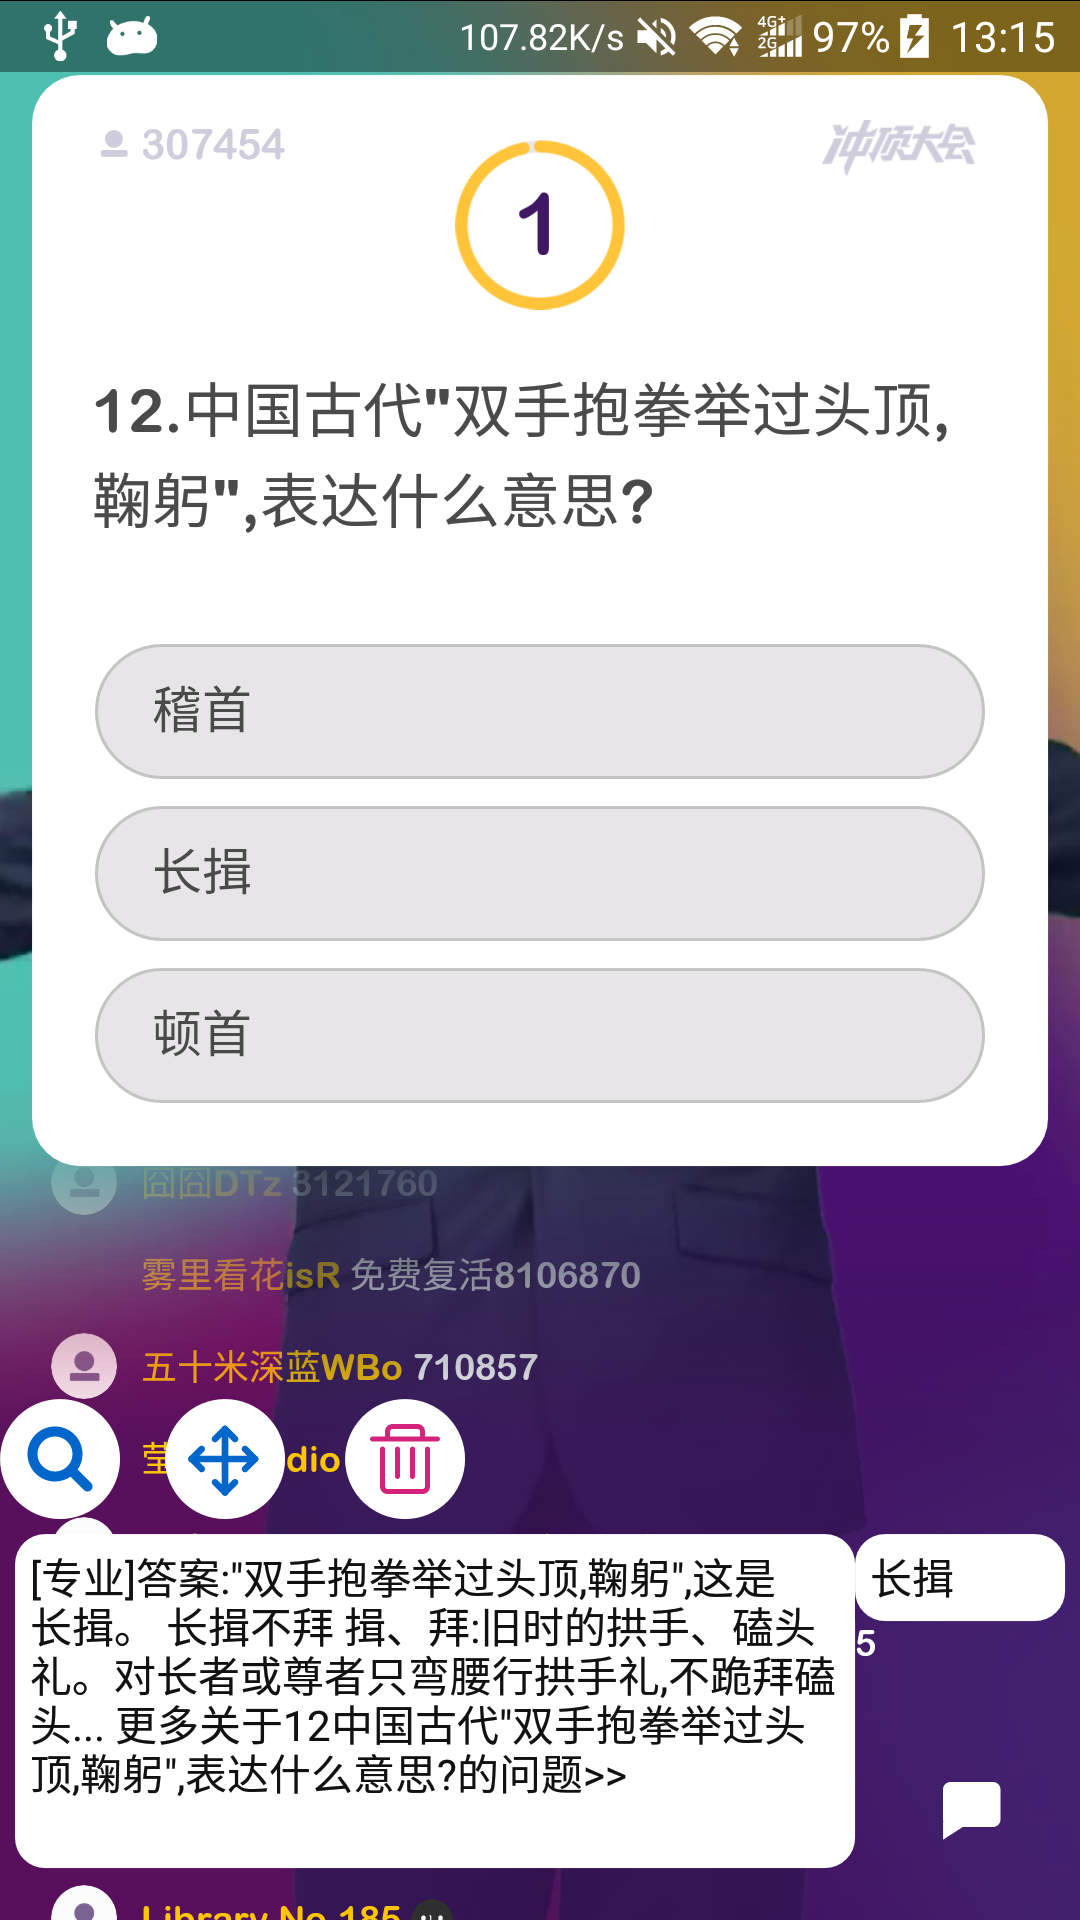 107.82K/s 4G+ 2G 97% 13:15
307454
冲顶大会
1
12.中国古代"双手抱拳举过头顶,
鞠躬",表达什么意思?
稽首
长揖
顿首
囧囧DTz 3121760
雾里看花isR 免费复活8106870
五十米深蓝WBo 710857
莹 dio
[专业]答案:"双手抱拳举过头顶,鞠躬",这是
长揖。 长揖不拜 揖、拜:旧时的拱手、磕头
礼。对长者或尊者只弯腰行拱手礼,不跪拜磕
头... 更多关于12中国古代"双手抱拳举过头
顶,鞠躬",表达什么意思?的问题>>
长揖
5
Library No.185